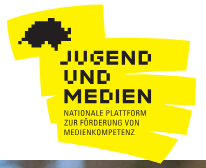 JUGEND
UND
MEDIEN
NATIONALE PLATTFORM
ZUR FÖRDERUNG VON
MEDIENKOMPETENZ